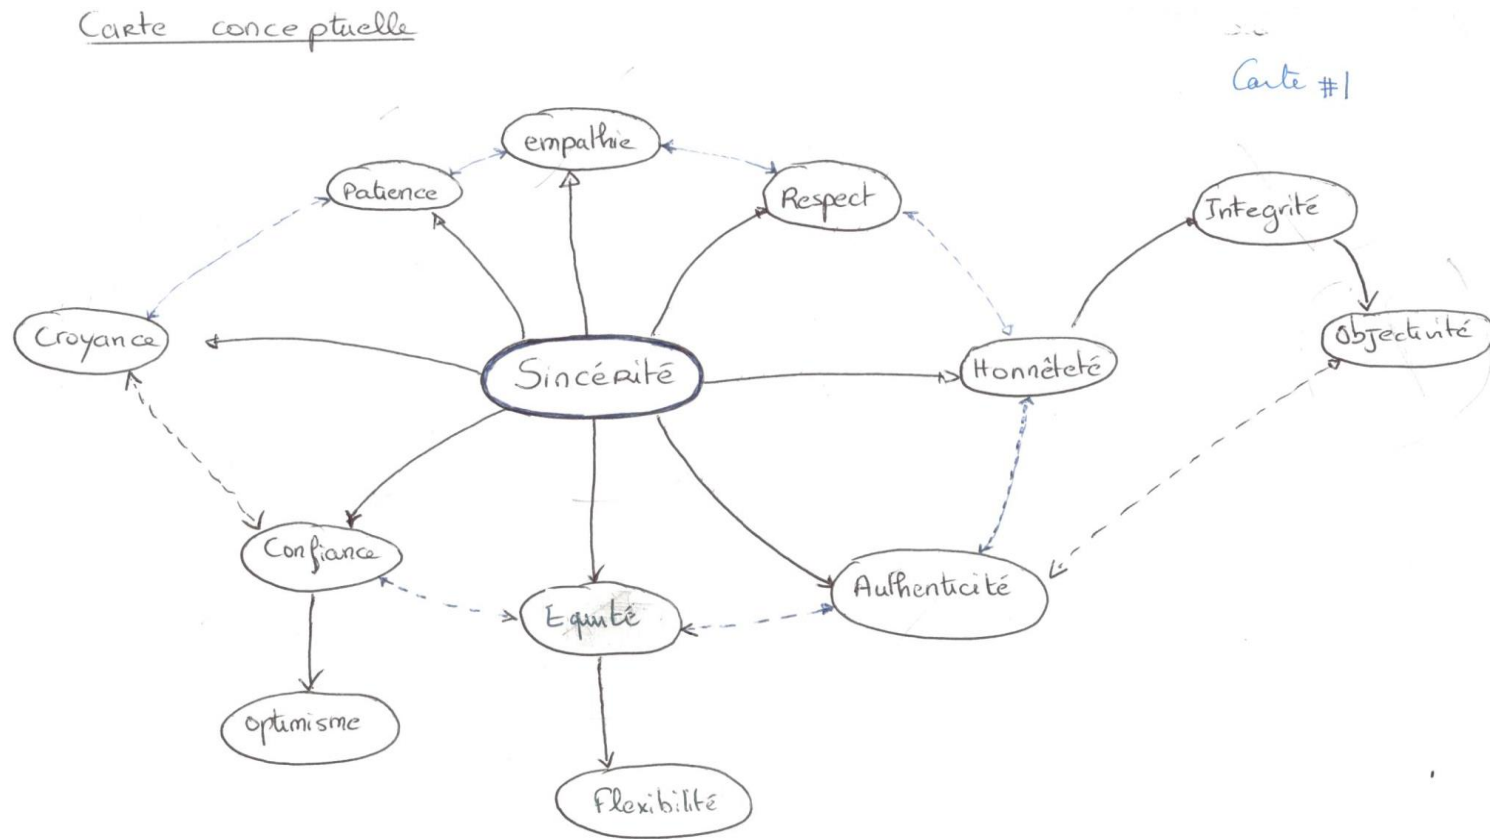 Carte conceptuelle
Carte #1
empathie
Patience
Respect
Intégrité
Croyance
Sincérité
Honnêteté
Objectivité
Confiance
Equité
Authenticité
Optimisme
Flexibilité